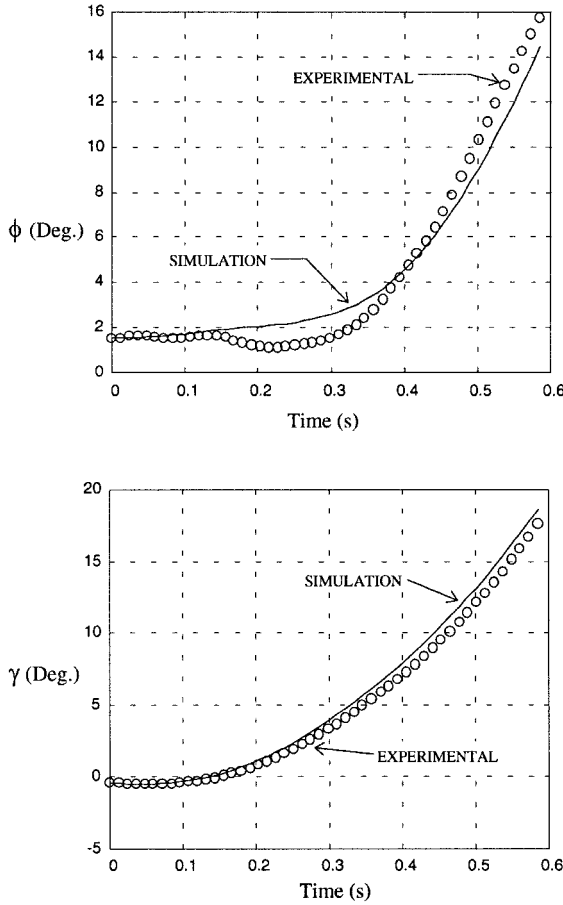 16
EXPERIMENTAL
14
12
10
8
ϕ (Deg.)
6
SIMULATION
4
2
0
0 0.1 0.2 0.3 0.4 0.5 0.6
Time (s)
20
15
SIMULATION
10
γ (Deg.)
5
EXPERIMENTAL
0
-5
0 0.1 0.2 0.3 0.4 0.5 0.6
Time (s)